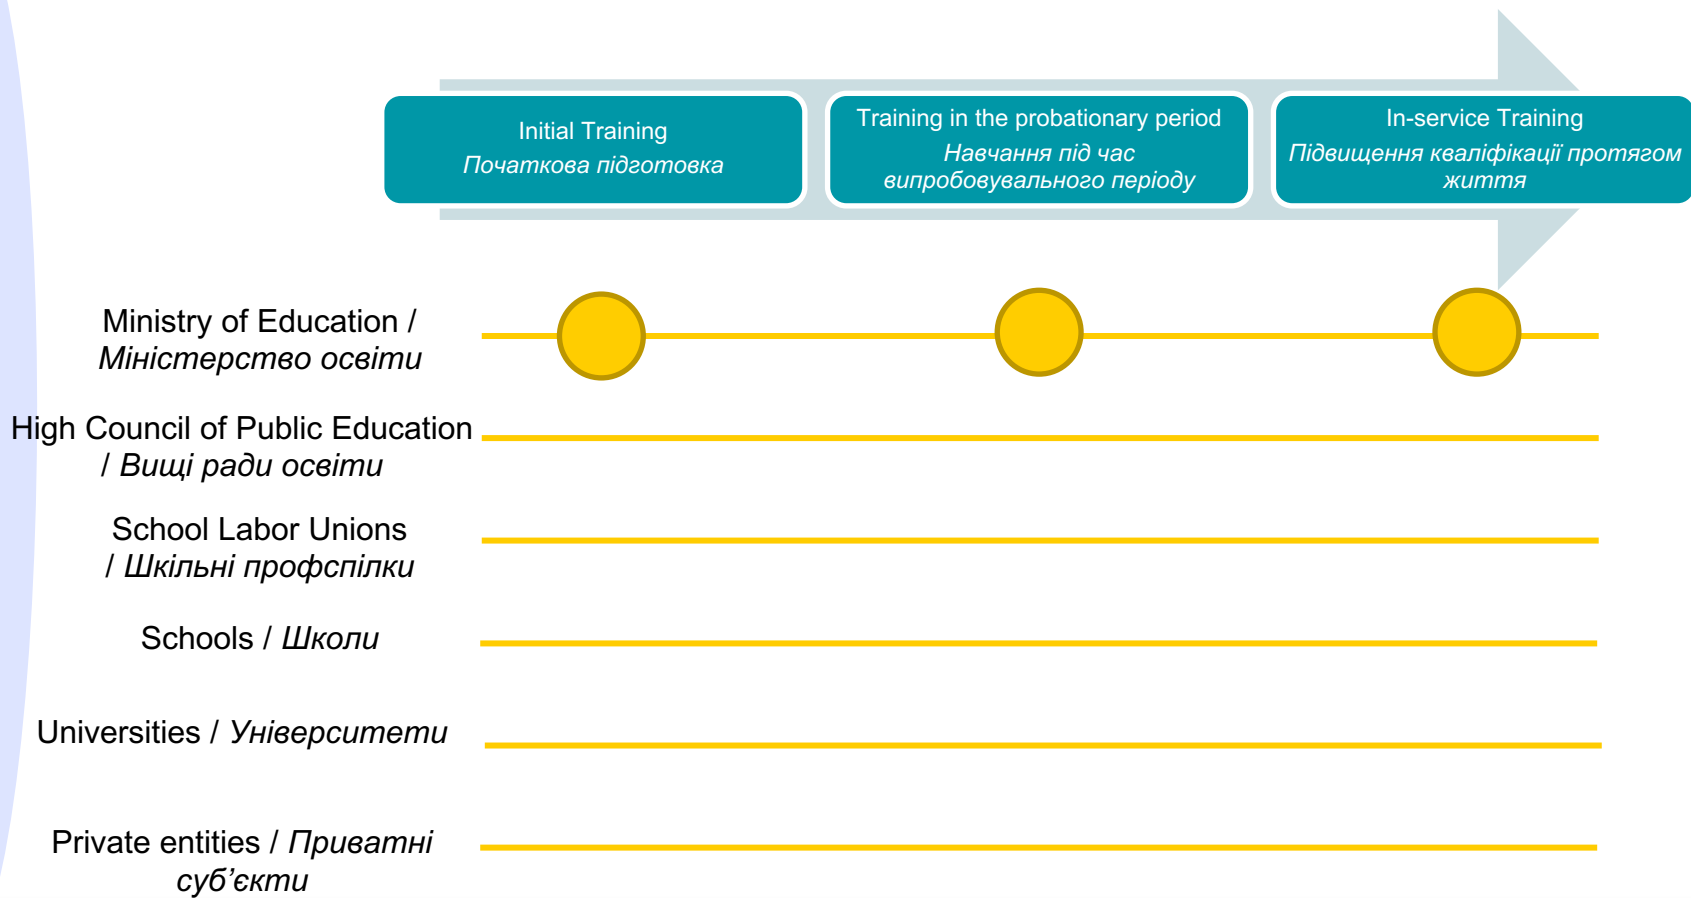 Initial Training
Початкова підготовка
Training in the probationary period
Навчання під час
випробовувального періоду
In-service Training
Підвищення кваліфікації протягом
життя
Ministry of Education /
Міністерство освіти
High Council of Public Education
/ Вищі ради освіти
School Labor Unions
/ Шкільні профспілки
Schools / Школи
Universities / Університети
Private entities / Приватні
суб’єкти